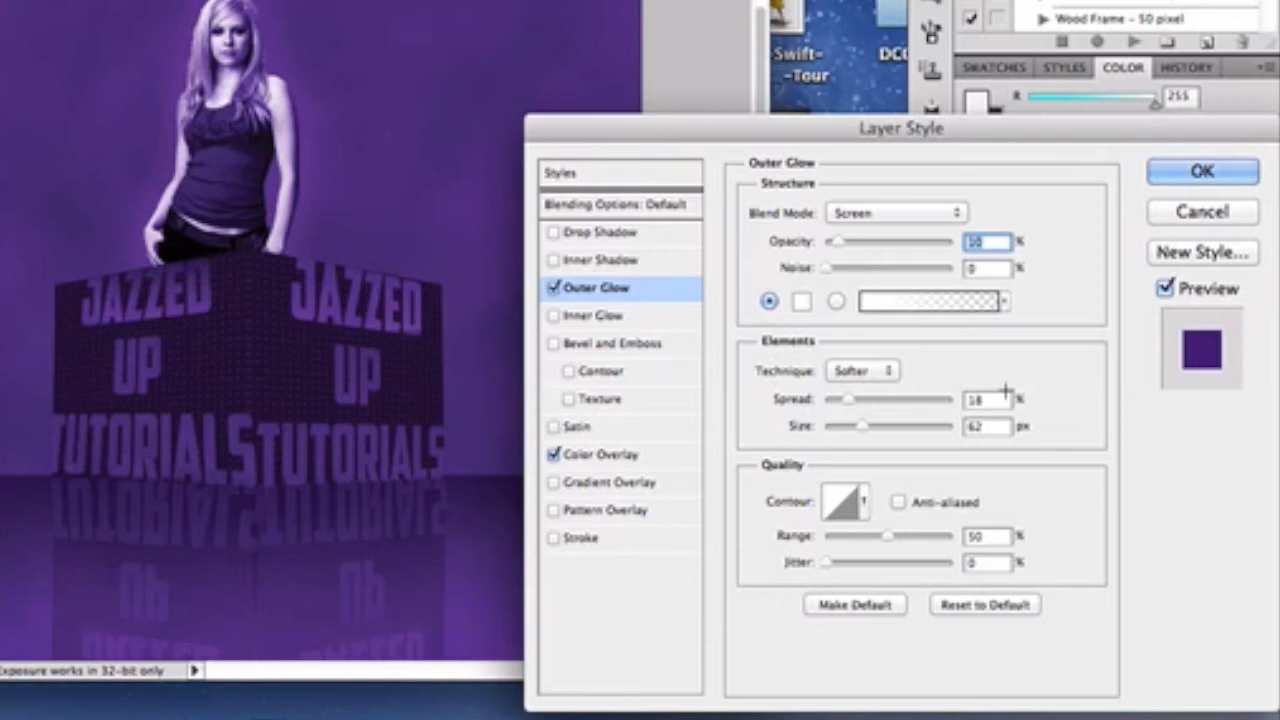 Wood Frame - 50 pixel
Swift-
-Tour
DCU
SWATCHES STYLES COLOR HISTORY
R 255
Layer Style
Styles
Blending Options: Default
Drop Shadow
Inner Shadow
Outer Glow
Inner Glow
Bevel and Emboss
Contour
Texture
Satin
Color Overlay
Gradient Overlay
Pattern Overlay
Stroke
Outer Glow
Structure
Blend Mode: Screen
Opacity: 10 %
Noise: 0 %
Elements
Technique: Softer
Spread: 18 %
Size: 62 px
Quality
Contour: Anti-aliased
Range: 50 %
Jitter: 0 %
Make Default Reset to Default
OK
Cancel
New Style...
Preview
JAZZED JAZZED
UP UP
TUTORIALS TUTORIALS
Exposure works in 32-bit only